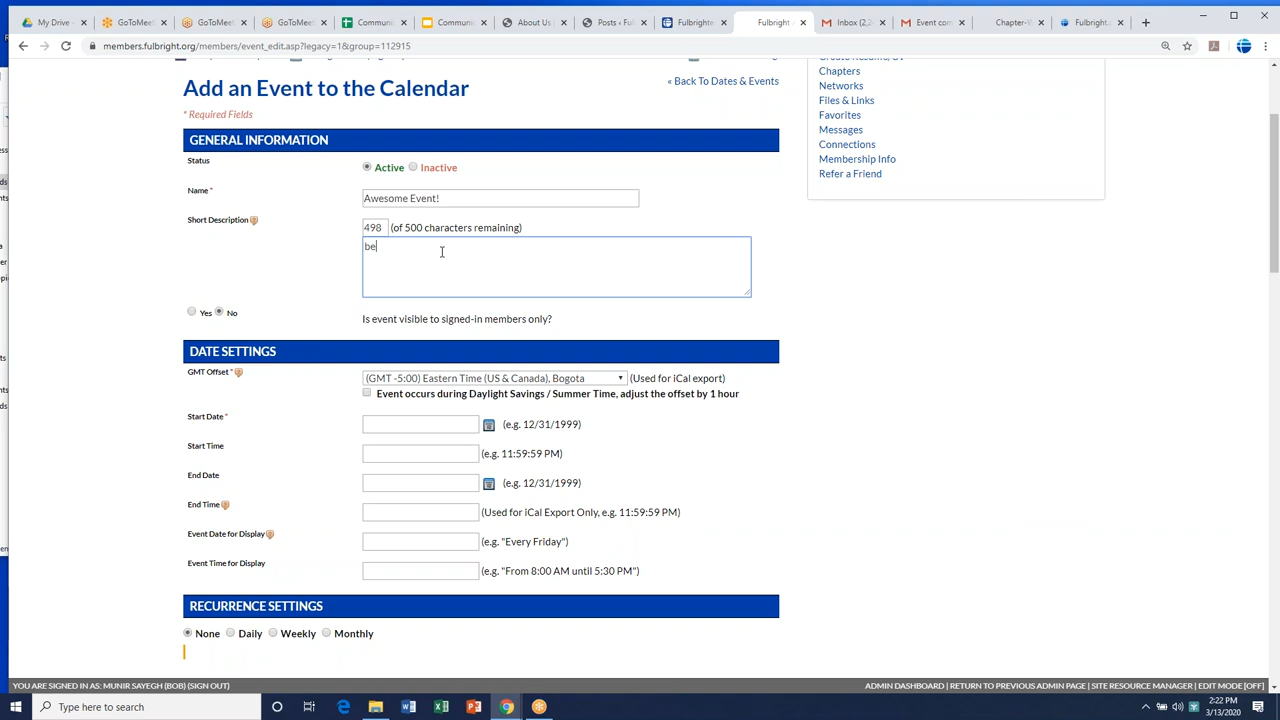 My Drive -
GoToMeet
GoToMeet
GoToMeet
Communic
Communic
About Us |
Posts ‹ Ful
Fulbrighte
Fulbright
Inbox (2,2
Event com
Chapter-W
Fulbright
members.fulbright.org/members/event_edit.asp?legacy=1&group=112915
Add an Event to the Calendar
« Back To Dates & Events
* Required Fields
GENERAL INFORMATION
Status
Active Inactive
Name *
Awesome Event!
Short Description
498 (of 500 characters remaining)
be
Yes No
Is event visible to signed-in members only?
DATE SETTINGS
GMT Offset *
(GMT -5:00) Eastern Time (US & Canada), Bogota (Used for iCal export)
Event occurs during Daylight Savings / Summer Time, adjust the offset by 1 hour
Start Date *
(e.g. 12/31/1999)
Start Time
(e.g. 11:59:59 PM)
End Date
(e.g. 12/31/1999)
End Time
(Used for iCal Export Only, e.g. 11:59:59 PM)
Event Date for Display
(e.g. "Every Friday")
Event Time for Display
(e.g. "From 8:00 AM until 5:30 PM")
RECURRENCE SETTINGS
None Daily Weekly Monthly
Chapters
Networks
Files & Links
Favorites
Messages
Connections
Membership Info
Refer a Friend
YOU ARE SIGNED IN AS: MUNIR SAYEGH (BOB) (SIGN OUT)
ADMIN DASHBOARD | RETURN TO PREVIOUS ADMIN PAGE | SITE RESOURCE MANAGER | EDIT MODE [OFF]
Type here to search
2:22 PM
3/13/2020